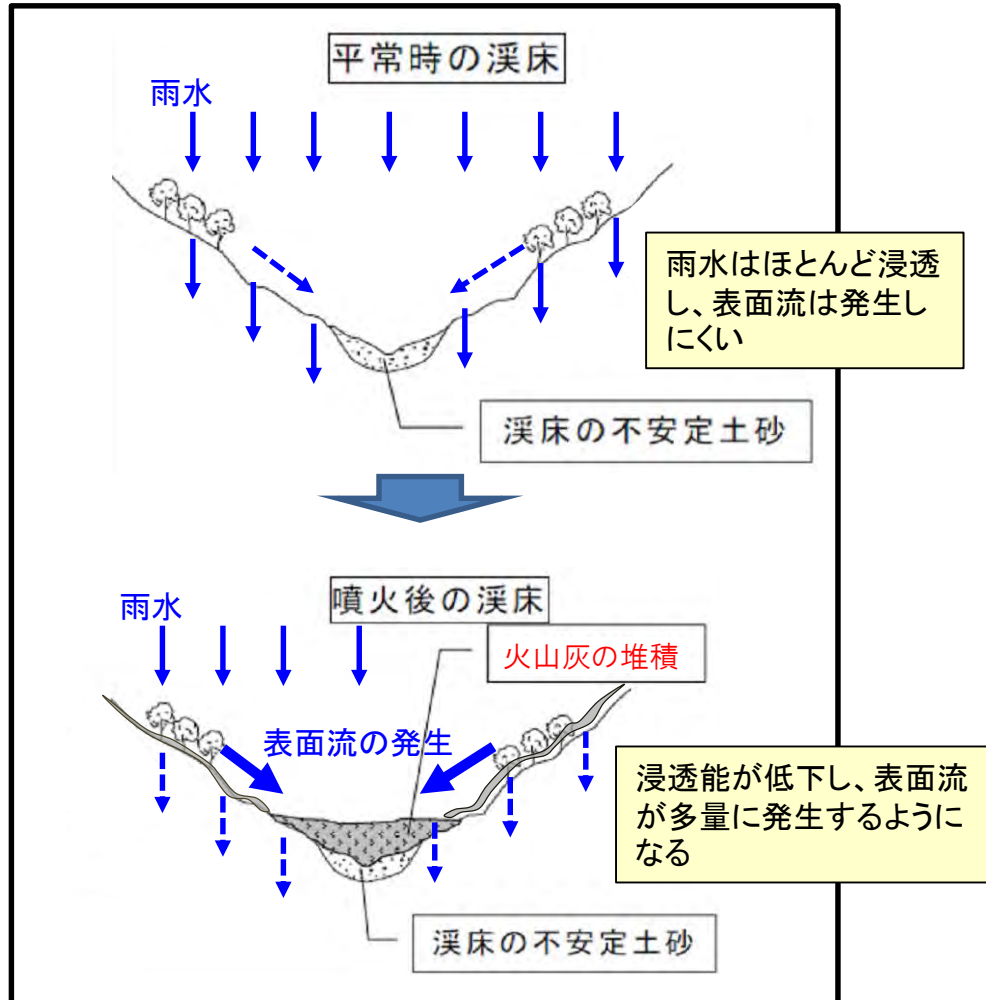 平常時の渓床
雨水
雨水はほとんど浸透
し、表面流は発生し
にくい
渓床の不安定土砂
噴火後の渓床
雨水
火山灰の堆積
表面流の発生
浸透能が低下し、表面流
が多量に発生するように
なる
渓床の不安定土砂